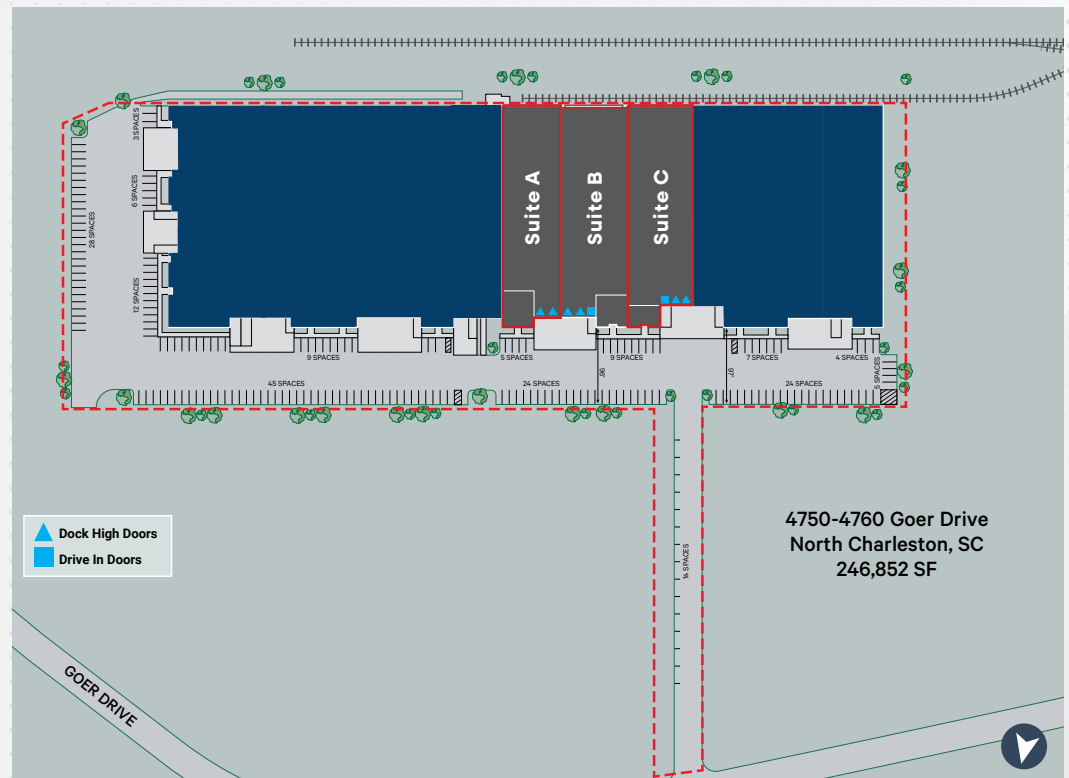 3 SPACES
6 SPACES
28 SPACES
12 SPACES
Suite A
Suite B
Suite C
9 SPACES
5 SPACES
9 SPACES
7 SPACES
4 SPACES
5 SPACES
45 SPACES
24 SPACES
96'
97'
24 SPACES
14 SPACES
Dock High Doors
Drive In Doors
4750-4760 Goer Drive
North Charleston, SC
246,852 SF
GOER DRIVE